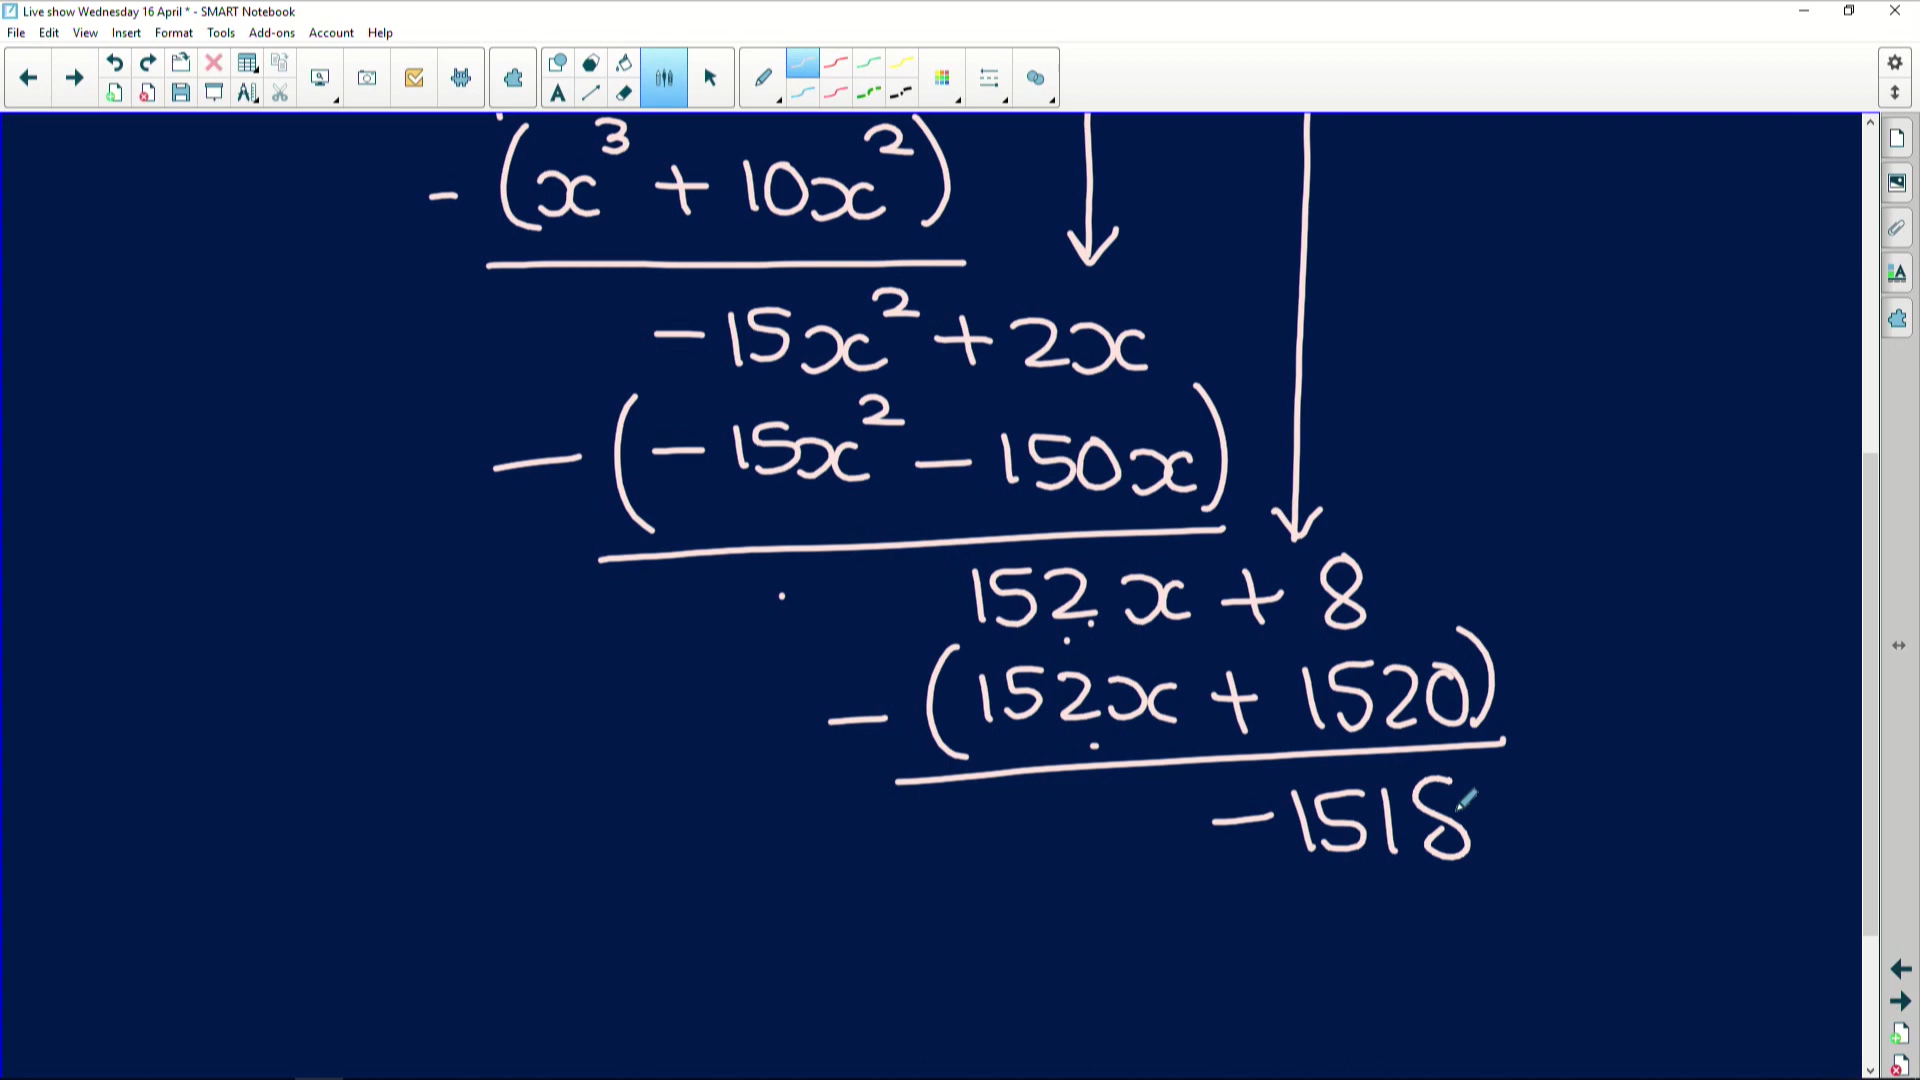 Live show Wednesday 16 April * - SMART Notebook
File Edit View Insert Format Tools Add-ons Account Help
- (x³ + 10x²)
-15x² + 2x
- (-15x² - 150x)
152x + 8
- (152x + 1520)
-1518